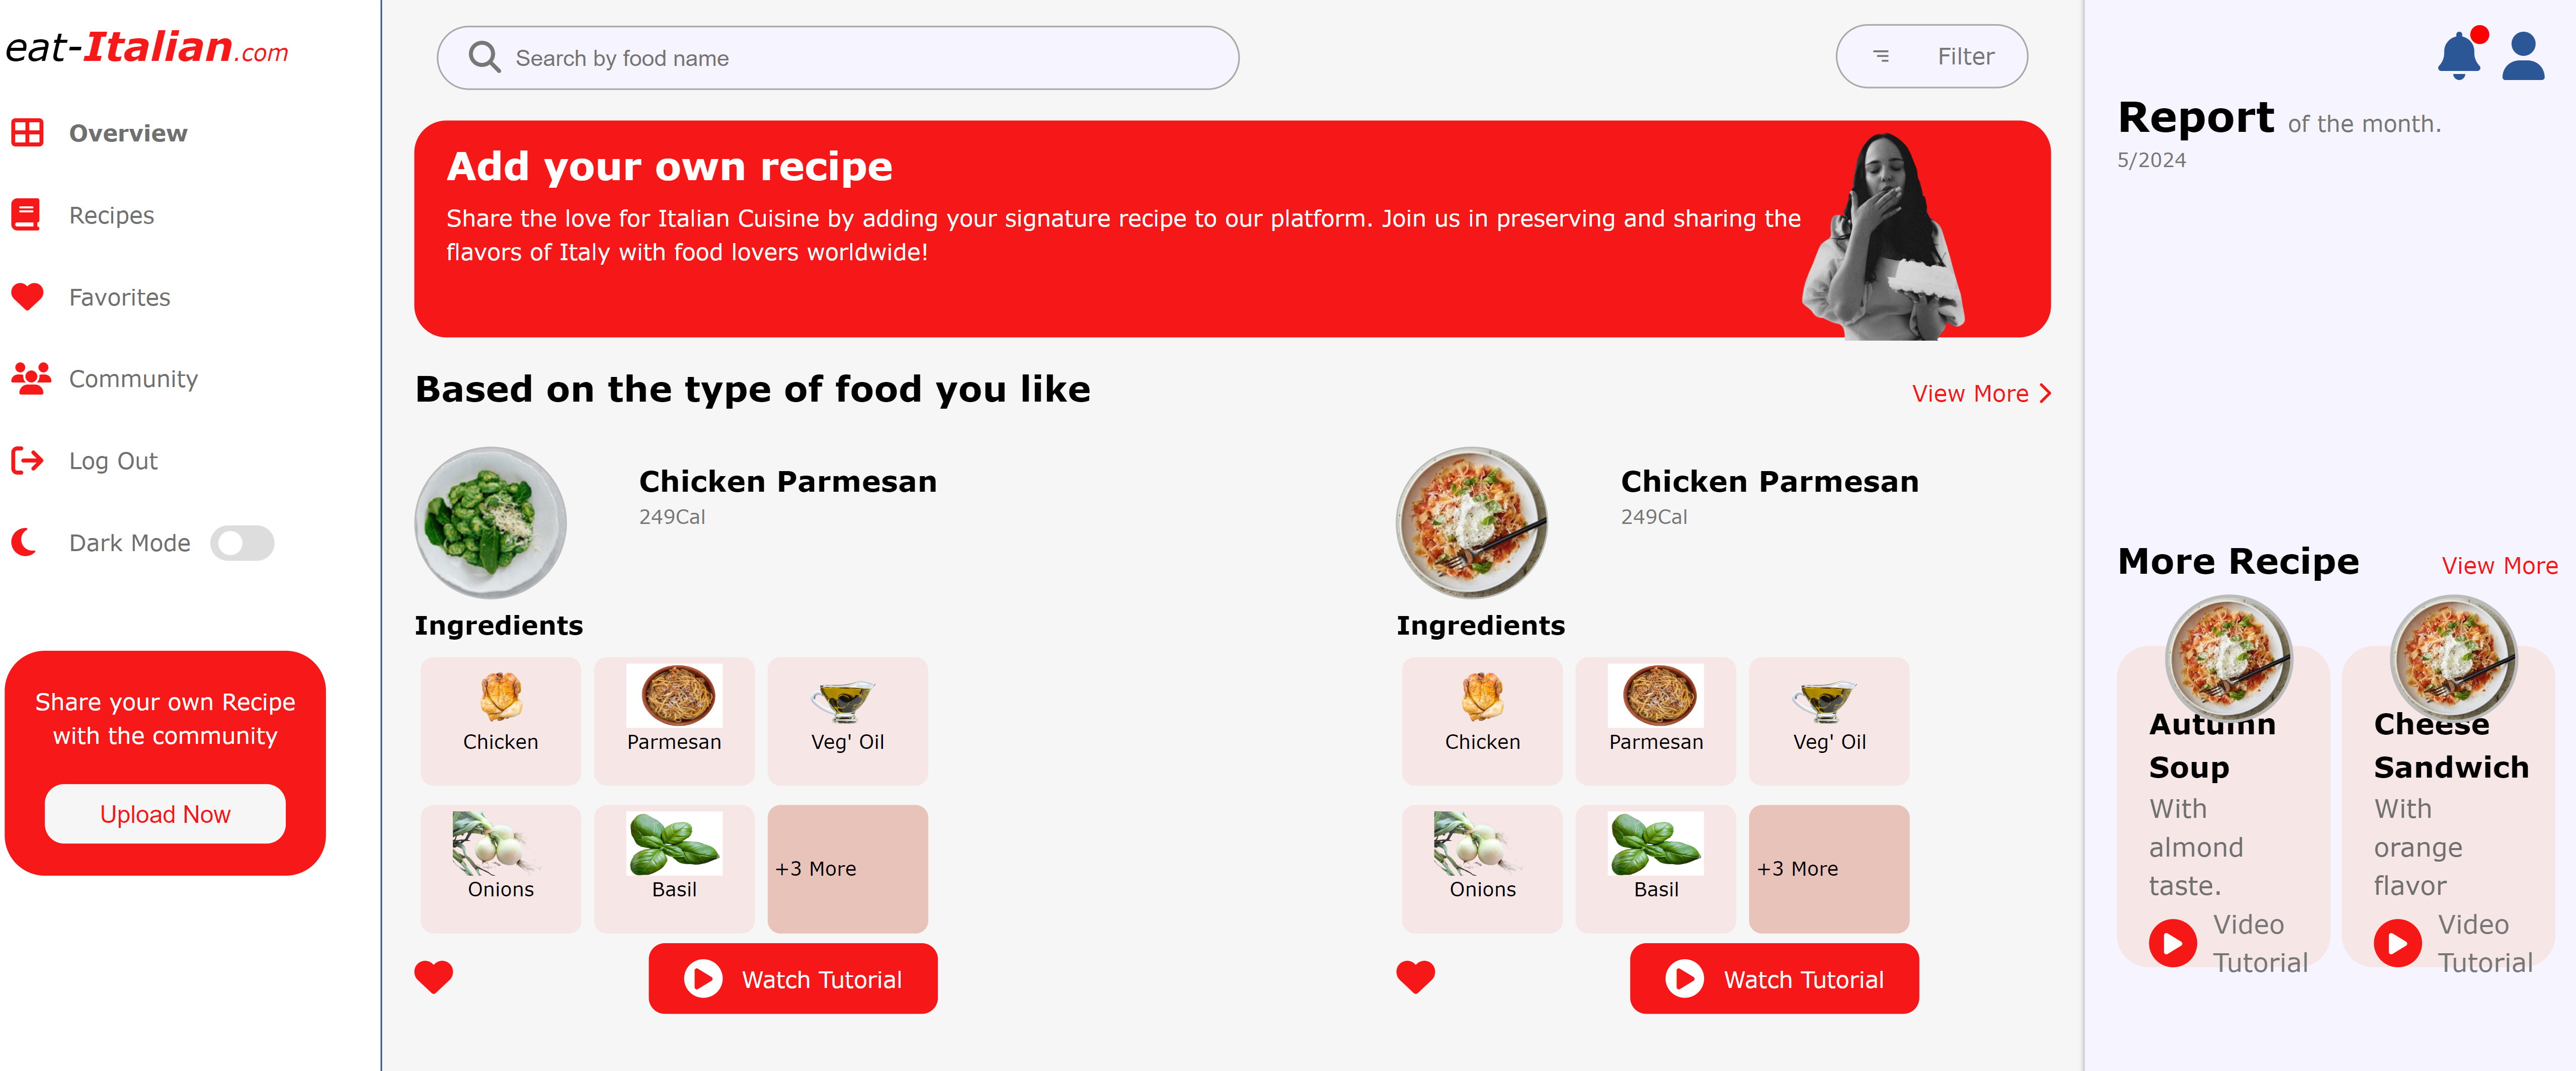 eat-Italian.com
Overview
Recipes
Favorites
Community
Log Out
Dark Mode
Share your own Recipe
with the community
Upload Now
Search by food name
Filter
Add your own recipe
Share the love for Italian Cuisine by adding your signature recipe to our platform. Join us in preserving and sharing the
flavors of Italy with food lovers worldwide!
Based on the type of food you like
View More
Chicken Parmesan
249Cal
Ingredients
Chicken
Parmesan
Veg' Oil
Onions
Basil
+3 More
Watch Tutorial
Chicken Parmesan
249Cal
Ingredients
Chicken
Parmesan
Veg' Oil
Onions
Basil
+3 More
Watch Tutorial
Report of the month.
5/2024
More Recipe
View More
Autumn
Soup
With
almond
taste.
Video
Tutorial
Cheese
Sandwich
With
orange
flavor
Video
Tutorial